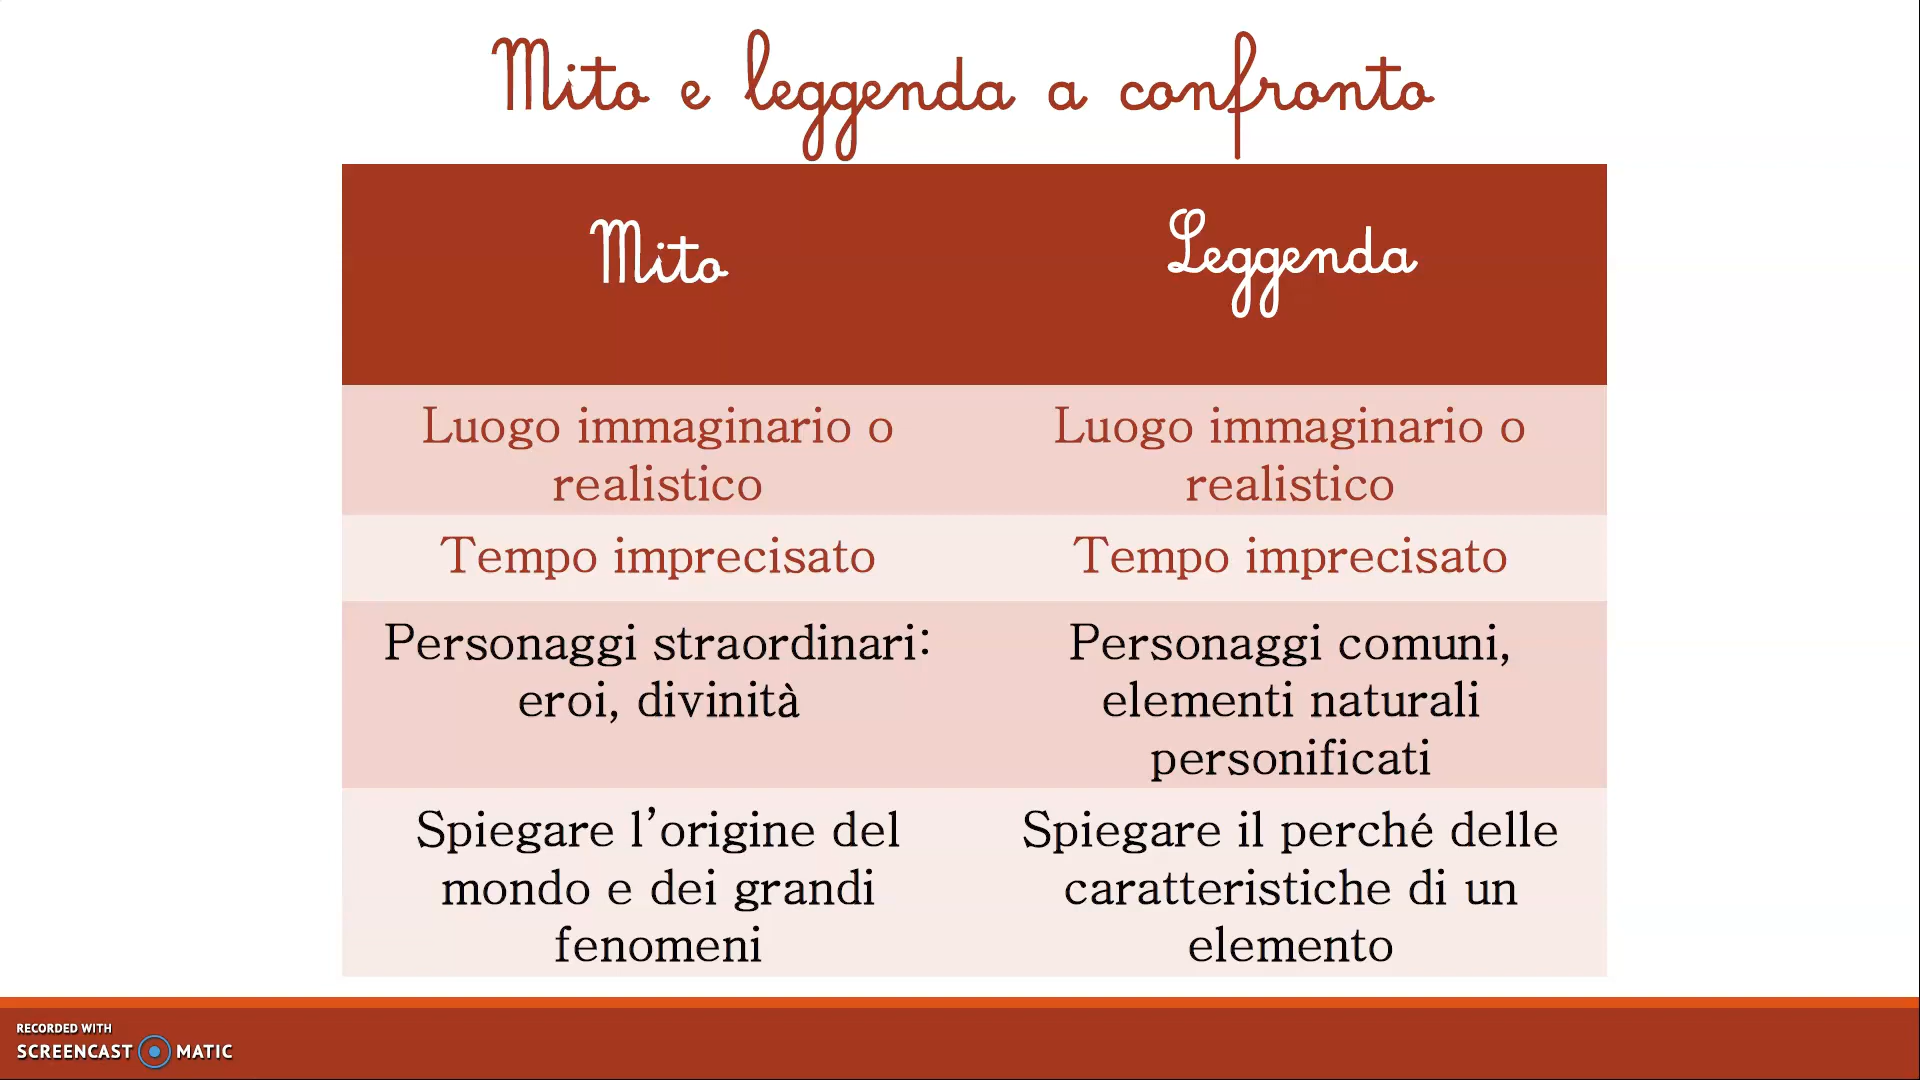 Mito e leggenda a confronto
Mito
Leggenda
Luogo immaginario o
realistico
Luogo immaginario o
realistico
Tempo imprecisato
Tempo imprecisato
Personaggi straordinari:
eroi, divinità
Personaggi comuni,
elementi naturali
personificati
Spiegare l’origine del
mondo e dei grandi
fenomeni
Spiegare il perché delle
caratteristiche di un
elemento
RECORDED WITH
SCREENCAST MATIC